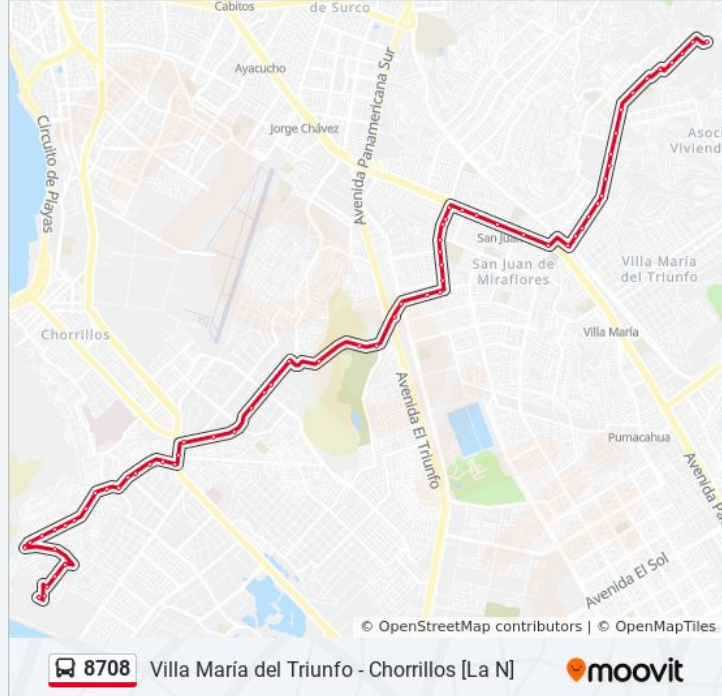 Cabitos
de Surco
Ayacucho
Avenida Panamericana Sur
Circuito de Playas
Jorge Chávez
Asoc
Viviend
San Juan
San Juan de
Miraflores
Villa María
del Triunfo
Chorrillos
Villa María
Avenida El Triunfo
Pumacahua
Avenida Pa
Avenida El Sol
© OpenStreetMap contributors | © OpenMapTiles
8708 Villa María del Triunfo - Chorrillos [La N] moovit